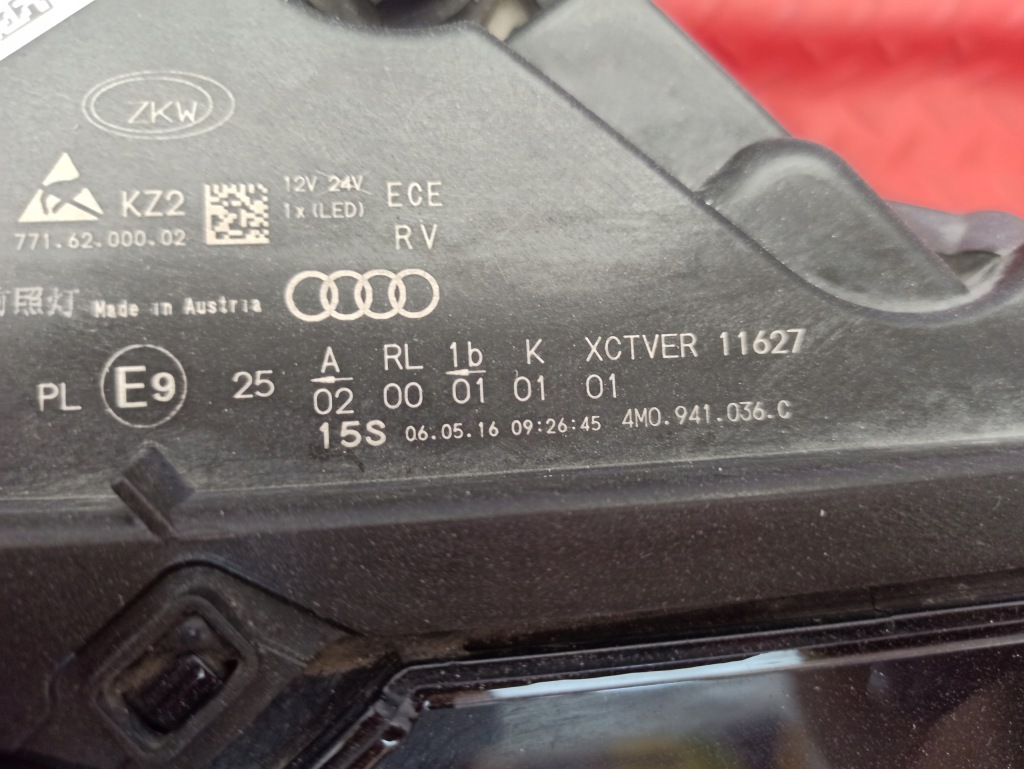 ZKW
KZ2
12V 24V
1x(LED)
ECE
771.62.000.02
RV
照灯 Made in Austria
A RL 1b K XCTVER 11627
PL E9 25 02 00 01 01 01
15S 06.05.16 09:26:45 4M0.941.036.C